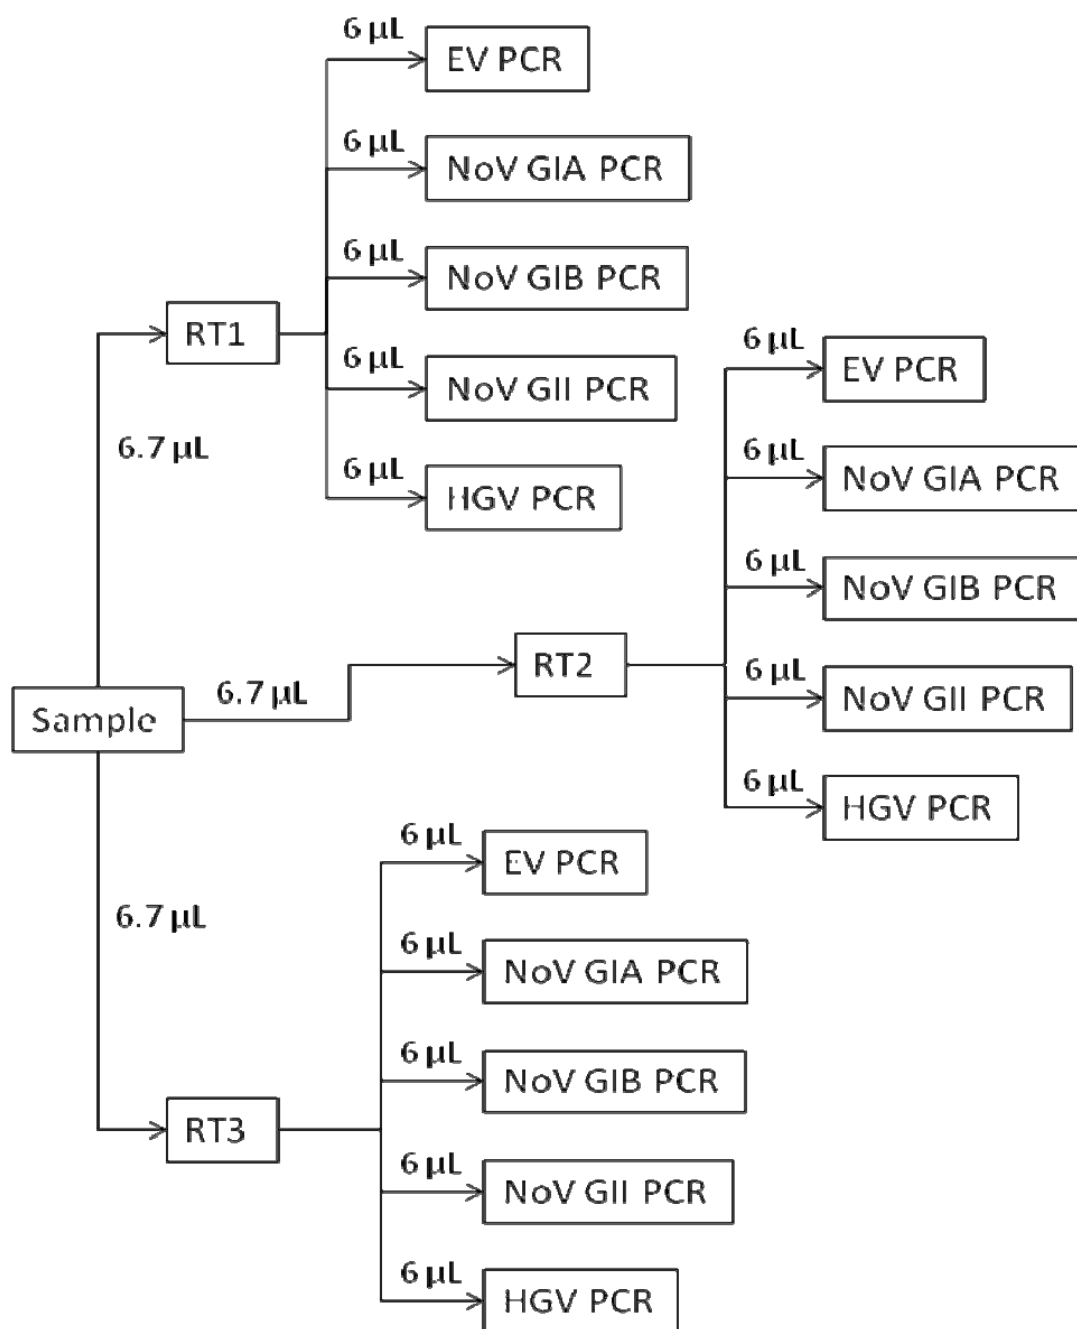 6 µL
EV PCR
6 µL
NoV GIA PCR
6 µL
NoV GIB PCR
RT1
6 µL
NoV GII PCR
6.7 µL
6 µL
HGV PCR
6 µL
EV PCR
6 µL
NoV GIA PCR
6 µL
NoV GIB PCR
RT2
6.7 µL
Sample
6 µL
NoV GII PCR
6 µL
HGV PCR
6 µL
EV PCR
6.7 µL
6 µL
NoV GIA PCR
6 µL
NoV GIB PCR
RT3
6 µL
NoV GII PCR
6 µL
HGV PCR